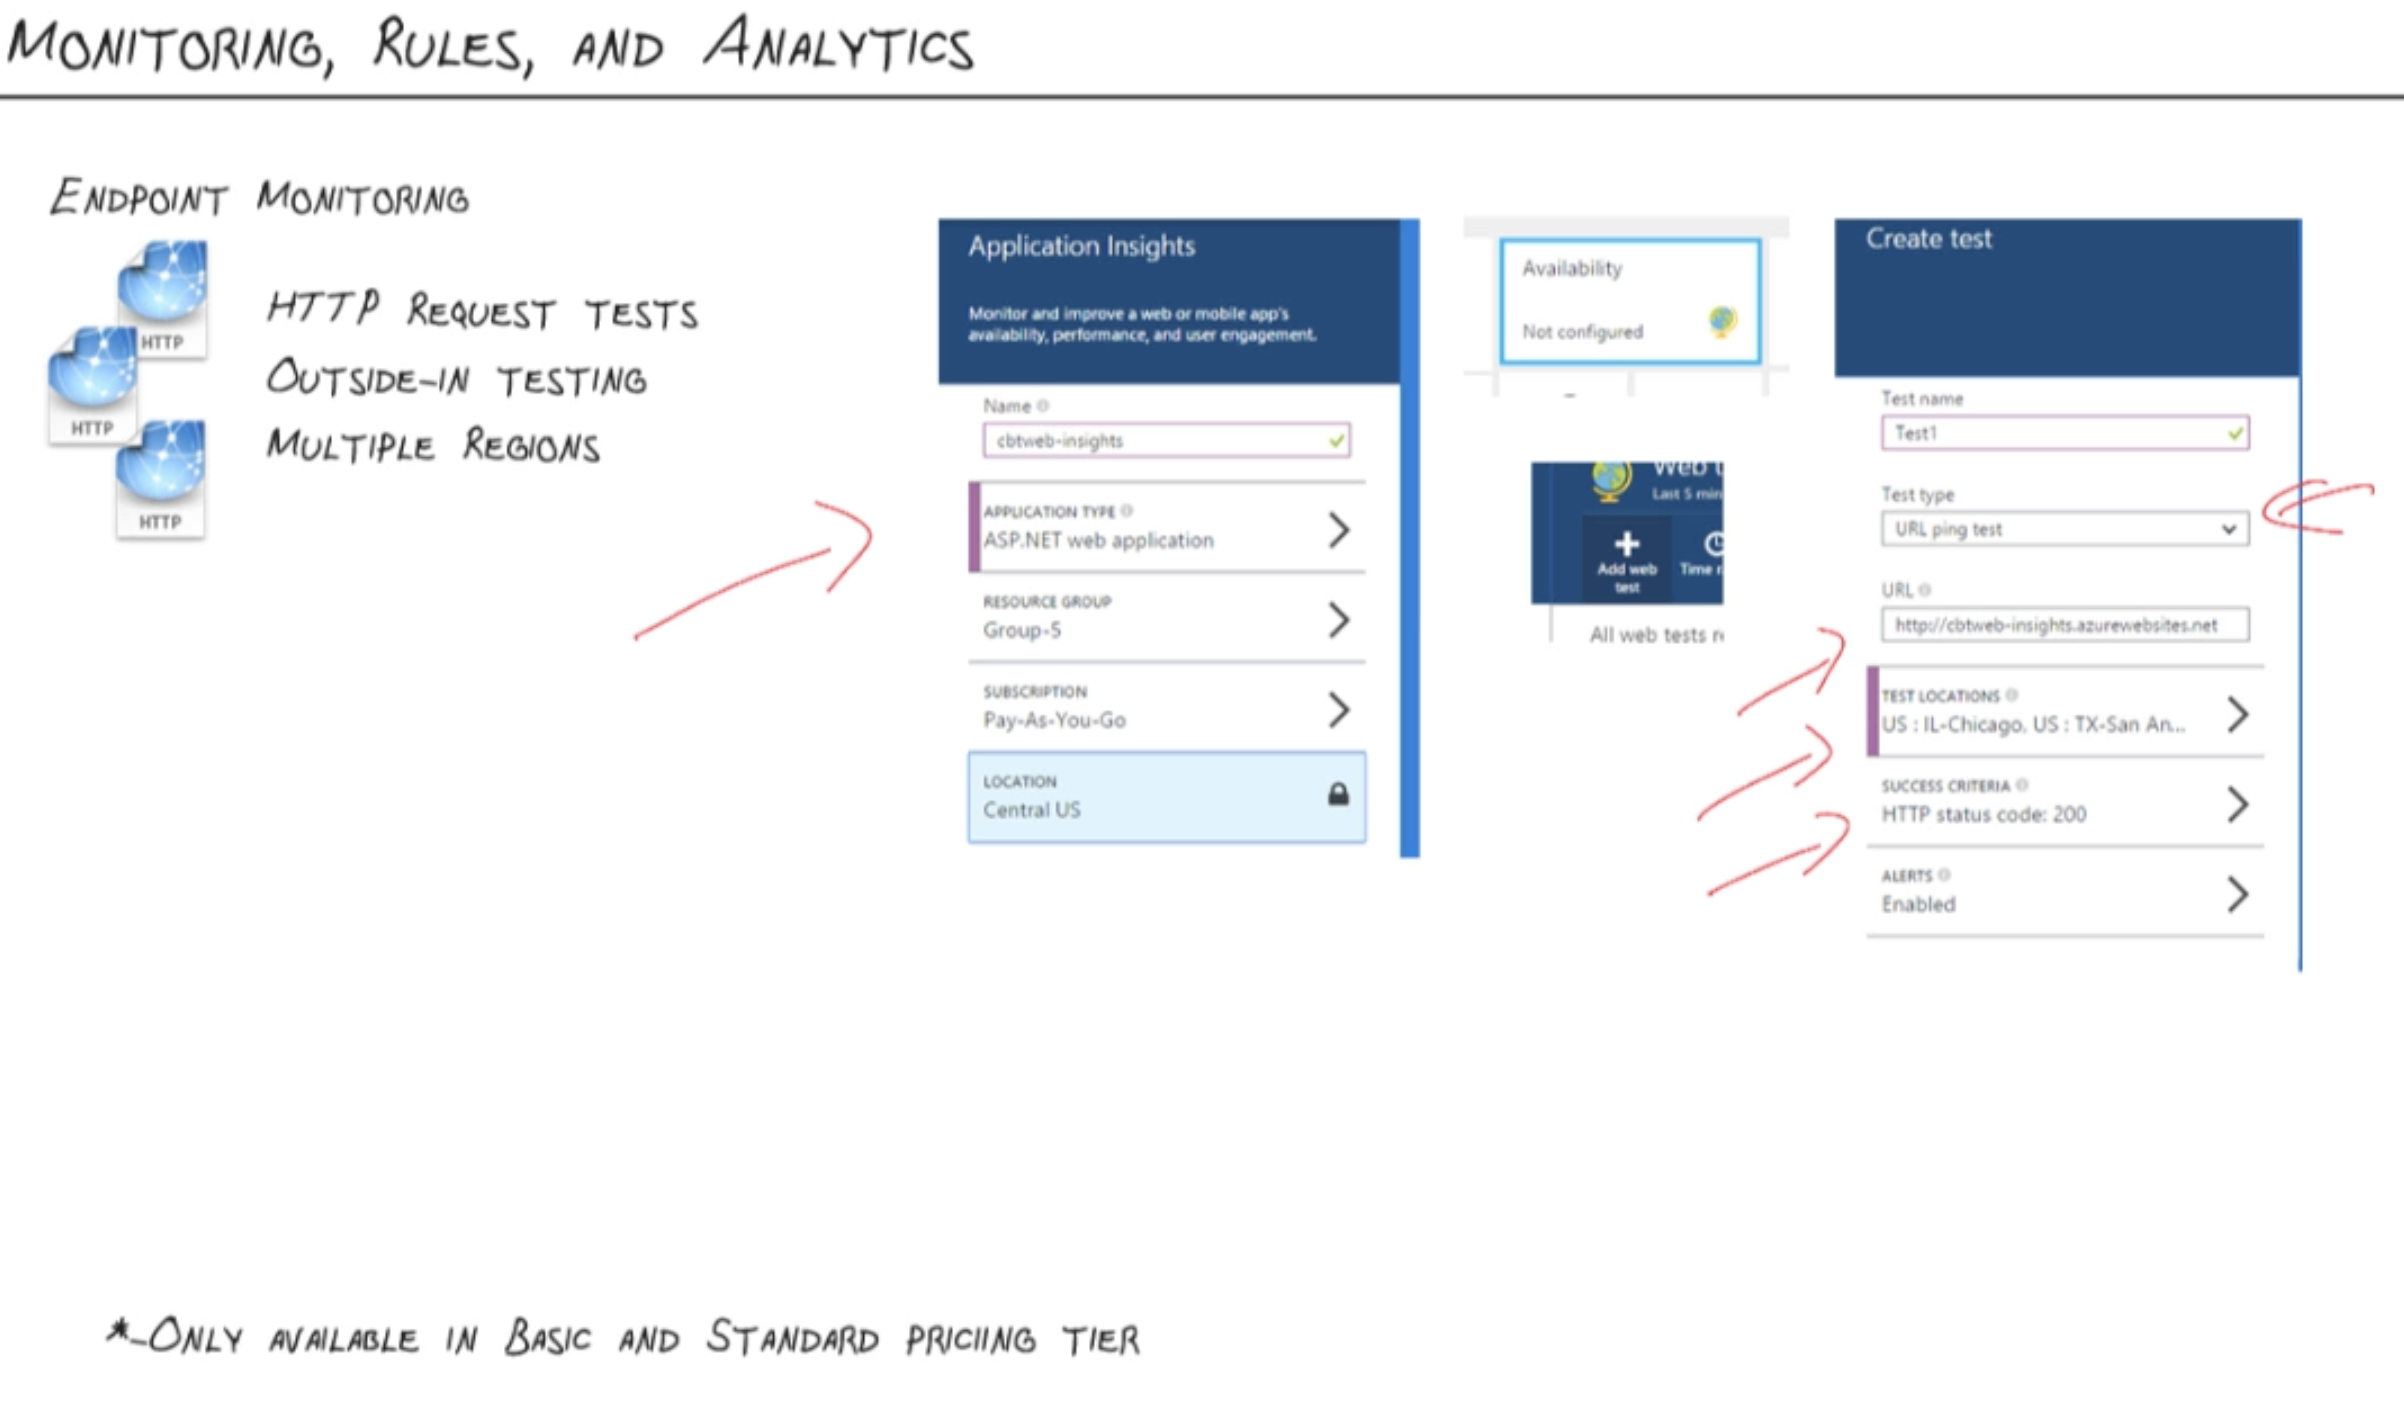 MONITORING, RULES, AND ANALYTICS
ENDPOINT MONITORING
HTTP
HTTP
HTTP
HTTP REQUEST TESTS
OUTSIDE-IN TESTING
MULTIPLE REGIONS
Application Insights
Monitor and improve a web or mobile app's
availability, performance, and user engagement.
Name
cbtweb-insights
APPLICATION TYPE
ASP.NET web application
RESOURCE GROUP
Group-5
SUBSCRIPTION
Pay-As-You-Go
LOCATION
Central US
Availability
Not configured
Web t
Last 5 min
Add web
test
Time r
All web tests re
Create test
Test name
Test1
Test type
URL ping test
URL
http://cbtweb-insights.azurewebsites.net
TEST LOCATIONS
US : IL-Chicago, US : TX-San An...
SUCCESS CRITERIA
HTTP status code: 200
ALERTS
Enabled
*-ONLY AVAILABLE IN BASIC AND STANDARD PRICIING TIER